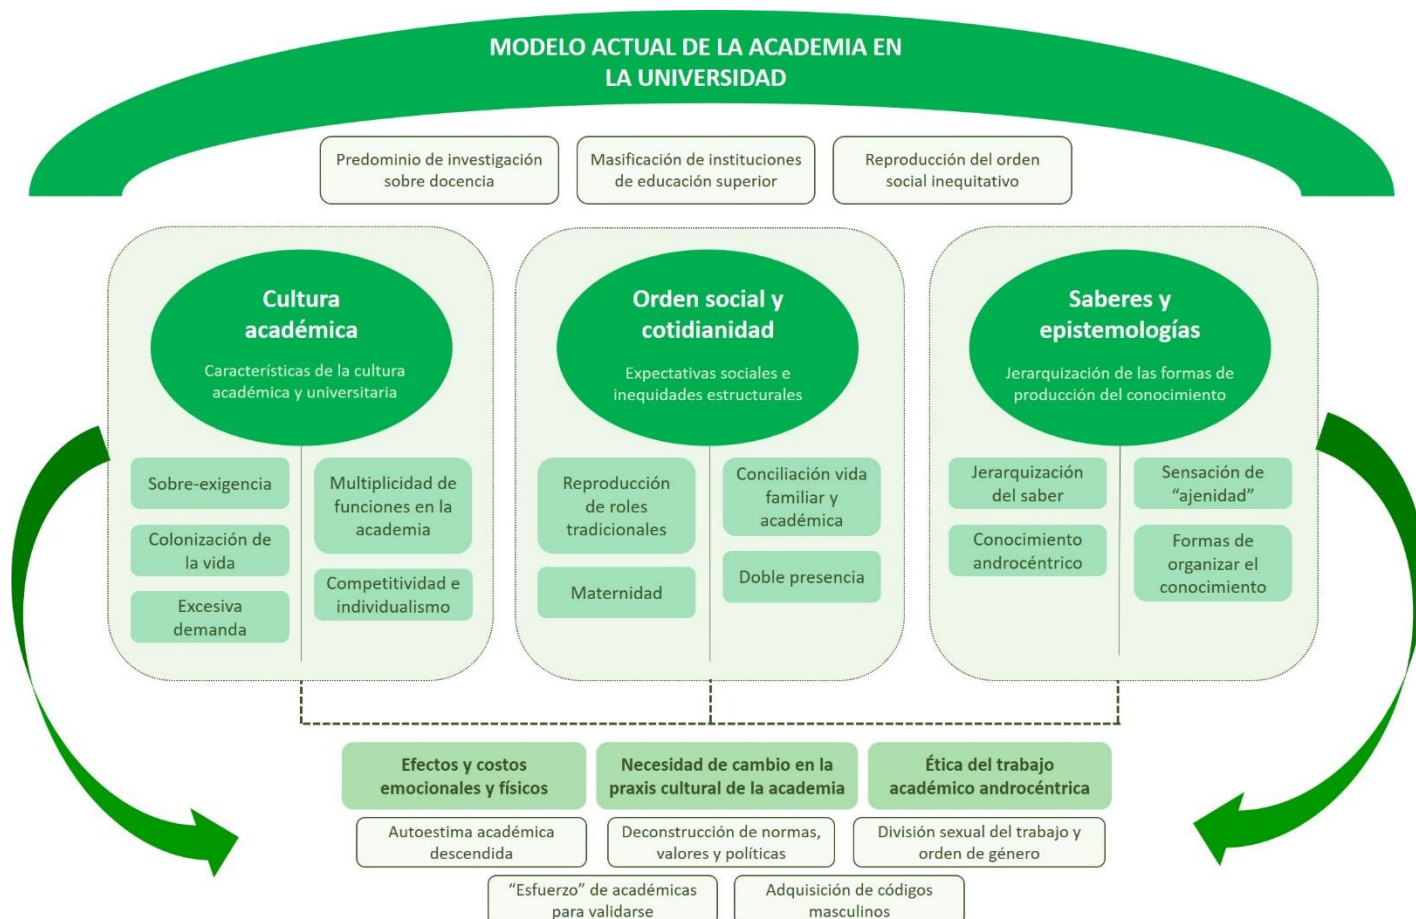 MODELO ACTUAL DE LA ACADEMIA EN
LA UNIVERSIDAD
Predominio de investigación
sobre docencia
Masificación de instituciones
de educación superior
Reproducción del orden
social inequitativo
Cultura
académica
Características de la cultura
académica y universitaria
Sobre-exigencia
Colonización de
la vida
Excesiva
demanda
Multiplicidad de
funciones en la
academia
Competitividad e
individualismo
Orden social y
cotidianidad
Expectativas sociales e
inequidades estructurales
Reproducción
de roles
tradicionales
Maternidad
Conciliación vida
familiar y
académica
Doble presencia
Saberes y
epistemologías
Jerarquización de las formas de
producción del conocimiento
Jerarquización
del saber
Conocimiento
androcéntrico
Sensación de
“ajenidad”
Formas de
organizar el
conocimiento
Efectos y costos
emocionales y físicos
Necesidad de cambio en la
praxis cultural de la academia
Ética del trabajo
académico androcéntrica
Autoestima académica
descendida
Deconstrucción de normas,
valores y políticas
División sexual del trabajo y
orden de género
“Esfuerzo” de académicas
para validarse
Adquisición de códigos
masculinos